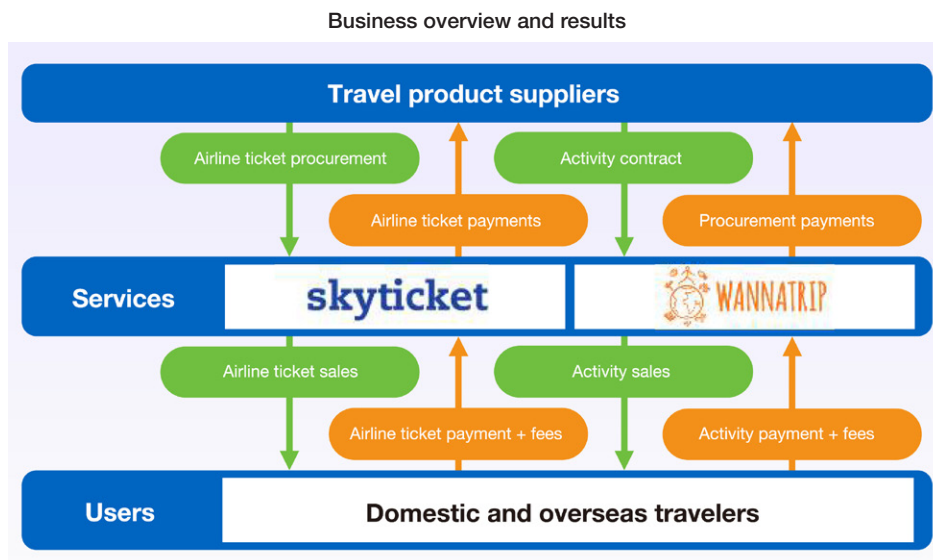 Business overview and results
Travel product suppliers
Airline ticket procurement
Activity contract
Airline ticket payments
Procurement payments
Services
skyticket
WANNATRIP
Airline ticket sales
Activity sales
Airline ticket payment + fees
Activity payment + fees
Users
Domestic and overseas travelers